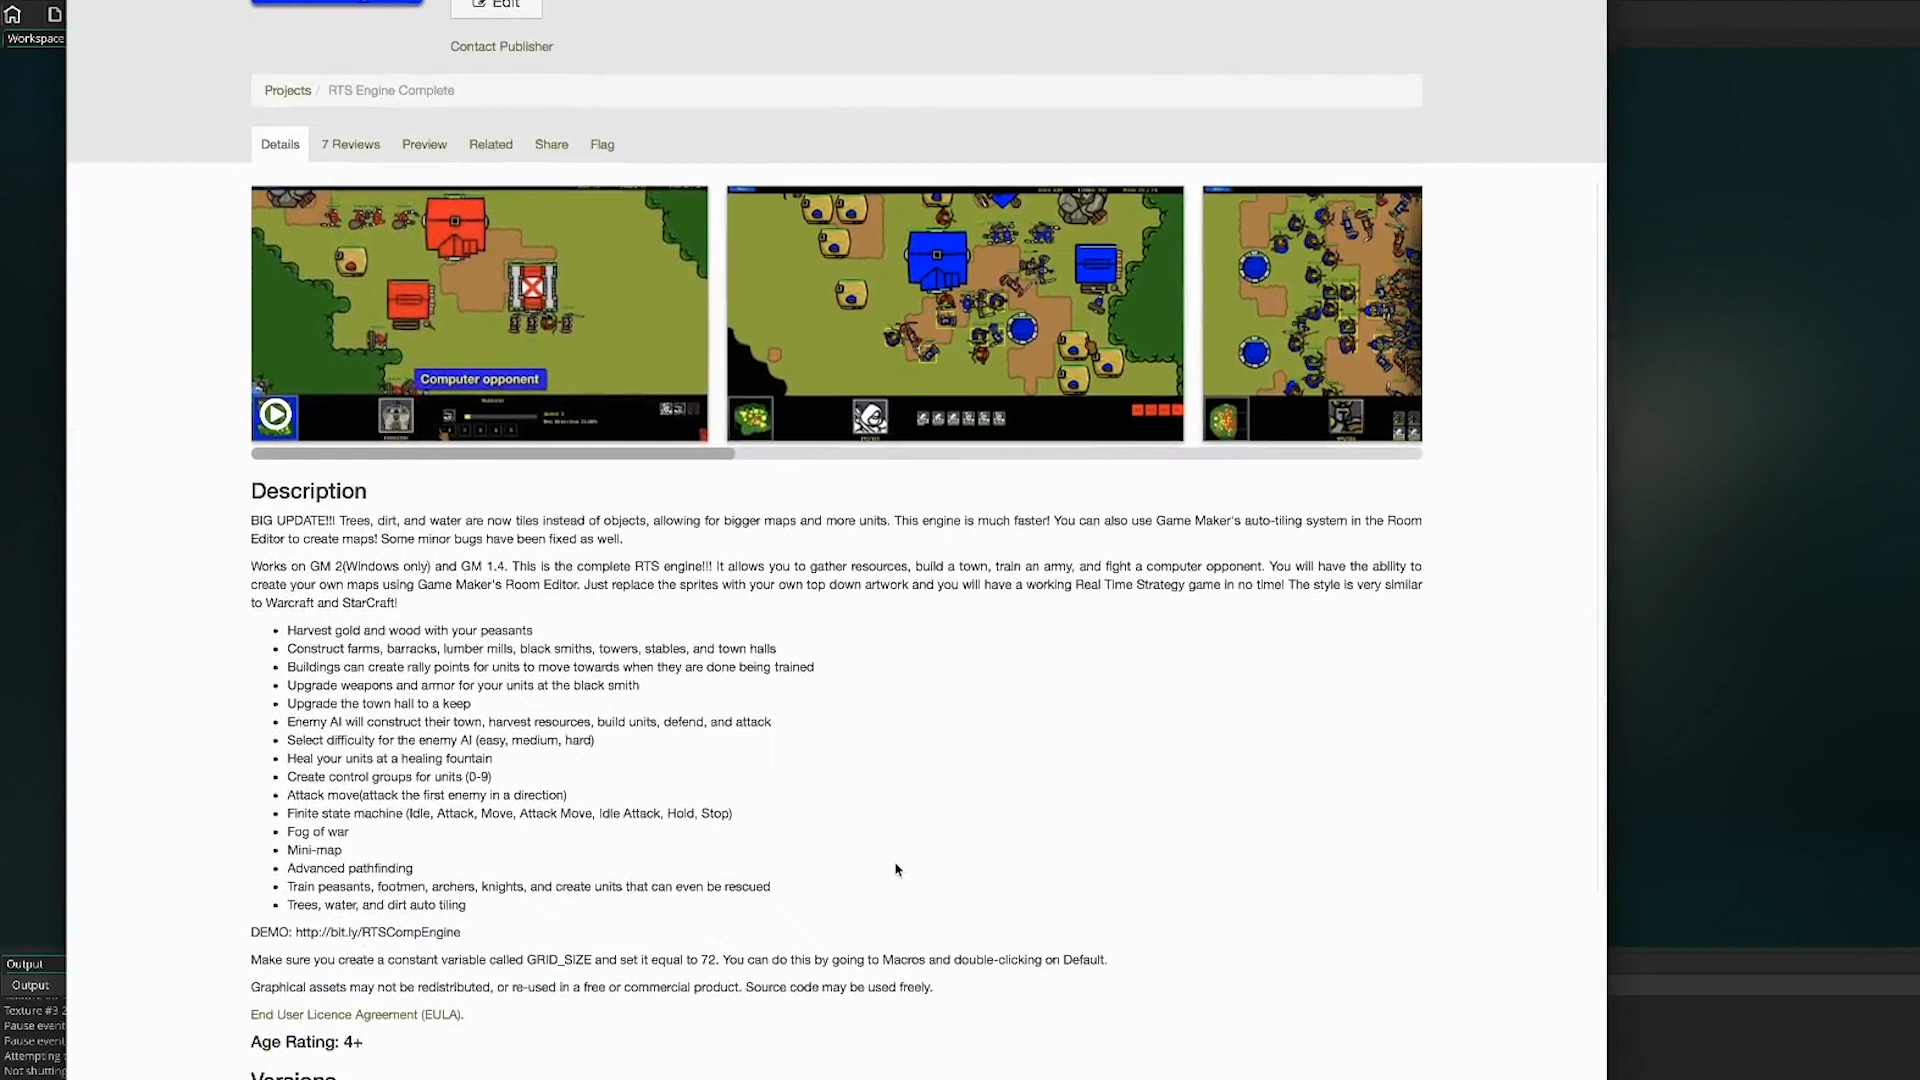 Workspace
Edit
Contact Publisher
Projects / RTS Engine Complete
Details 7 Reviews Preview Related Share Flag
Computer opponent
Description
BIG UPDATE!!! Trees, dirt, and water are now tiles instead of objects, allowing for bigger maps and more units. This engine is much faster! You can also use Game Maker's auto-tiling system in the Room
Editor to create maps! Some minor bugs have been fixed as well.
Works on GM 2(Windows only) and GM 1.4. This is the complete RTS engine!!! It allows you to gather resources, build a town, train an army, and fight a computer opponent. You will have the ability to
create your own maps using Game Maker's Room Editor. Just replace the sprites with your own top down artwork and you will have a working Real Time Strategy game in no time! The style is very similar
to Warcraft and StarCraft!
• Harvest gold and wood with your peasants
• Construct farms, barracks, lumber mills, black smiths, towers, stables, and town halls
• Buildings can create rally points for units to move towards when they are done being trained
• Upgrade weapons and armor for your units at the black smith
• Upgrade the town hall to a keep
• Enemy AI will construct their town, harvest resources, build units, defend, and attack
• Select difficulty for the enemy AI (easy, medium, hard)
• Heal your units at a healing fountain
• Create control groups for units (0-9)
• Attack move(attack the first enemy in a direction)
• Finite state machine (Idle, Attack, Move, Attack Move, Idle Attack, Hold, Stop)
• Fog of war
• Mini-map
• Advanced pathfinding
• Train peasants, footmen, archers, knights, and create units that can even be rescued
• Trees, water, and dirt auto tiling
DEMO: http://bit.ly/RTSCompEngine
Make sure you create a constant variable called GRID_SIZE and set it equal to 72. You can do this by going to Macros and double-clicking on Default.
Graphical assets may not be redistributed, or re-used in a free or commercial product. Source code may be used freely.
End User Licence Agreement (EULA).
Age Rating: 4+
Versions
Output
Output
Texture #3 2
Pause event
Pause event
Attempting
Not shutting